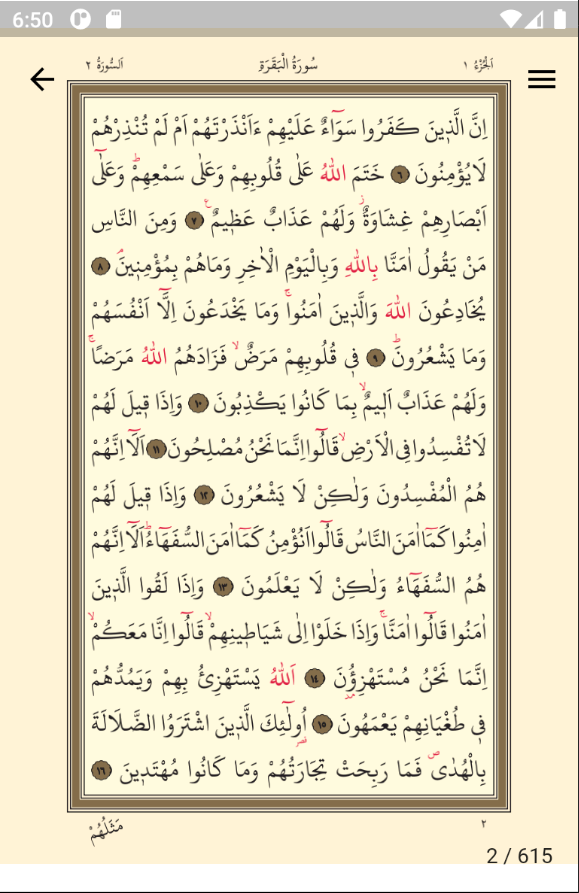 6:50
اَلْجُزْءُ ١
سُورَةُ الْبَقَرَةِ
اَلسُّورَةُ ٢
اِنَّ الَّذٖينَ كَفَرُوا سَوَٓاءٌ عَلَيْهِمْ ءَاَنْذَرْتَهُمْ اَمْ لَمْ تُنْذِرْهُمْ
لَا يُؤْمِنُونَ ﴿٦﴾ خَتَمَ اللّٰهُ عَلٰى قُلُوبِهِمْ وَعَلٰى سَمْعِهِمْؕ وَعَلٰٓى
اَبْصَارِهِمْ غِشَاوَةٌؗ وَلَهُمْ عَذَابٌ عَظٖيمٌࣖ ﴿٧﴾ وَمِنَ النَّاسِ
مَنْ يَقُولُ اٰمَنَّا بِاللّٰهِ وَبِالْيَوْمِ الْاٰخِرِ وَمَا هُمْ بِمُؤْمِنٖينَۘ ﴿٨﴾
يُخَادِعُونَ اللّٰهَ وَالَّذٖينَ اٰمَنُواۚ وَمَا يَخْدَعُونَ اِلَّٓا اَنْفُسَهُمْ
وَمَا يَشْعُرُونَؕ ﴿٩﴾ فٖي قُلُوبِهِمْ مَرَضٌۙ فَزَادَهُمُ اللّٰهُ مَرَضاًۚ
وَلَهُمْ عَذَابٌ اَلٖيمٌۙ بِمَا كَانُوا يَكْذِبُونَ ﴿١٠﴾ وَاِذَا قٖيلَ لَهُمْ
لَا تُفْسِدُوا فِي الْاَرْضِۙ قَالُٓوا اِنَّمَا نَحْنُ مُصْلِحُونَ ﴿١١﴾ اَلَٓا اِنَّهُمْ
هُمُ الْمُفْسِدُونَ وَلٰكِنْ لَا يَشْعُرُونَ ﴿١٢﴾ وَاِذَا قٖيلَ لَهُمْ
اٰمِنُوا كَمَٓا اٰمَنَ النَّاسُ قَالُٓوا اَنُؤْمِنُ كَمَٓا اٰمَنَ السُّفَهَٓاءُؕ اَلَٓا اِنَّهُمْ
هُمُ السُّفَهَٓاءُ وَلٰكِنْ لَا يَعْلَمُونَ ﴿١٣﴾ وَاِذَا لَقُوا الَّذٖينَ
اٰمَنُوا قَالُٓوا اٰمَنَّاۚ وَاِذَا خَلَوْا اِلٰى شَيَاطٖينِهِمْۙ قَالُٓوا اِنَّا مَعَكُمْۙ
اِنَّمَا نَحْنُ مُسْتَهْزِؤُ۫نَ ﴿١٤﴾ اَللّٰهُ يَسْتَهْزِئُ بِهِمْ وَيَمُدُّهُمْ
فٖي طُغْيَانِهِمْ يَعْمَهُونَ ﴿١٥﴾ اُو۬لٰٓئِكَ الَّذٖينَ اشْتَرَوُا الضَّلَالَةَ
بِالْهُدٰىۖ فَمَا رَبِحَتْ تِجَارَتُهُمْ وَمَا كَانُوا مُهْتَدٖينَ ﴿١٦﴾
٢
مَثَلُهُمْ
2 / 615